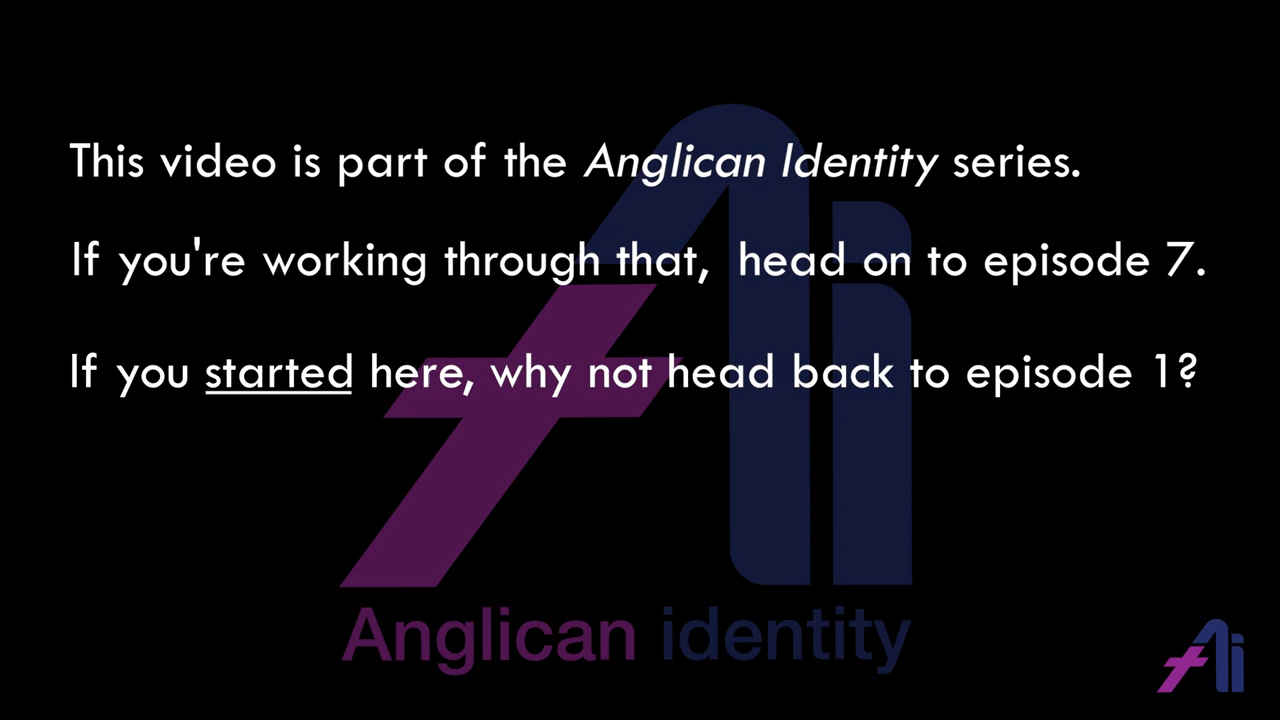 This video is part of the Anglican Identity series.
If you're working through that, head on to episode 7.
If you started here, why not head back to episode 1?
Anglican identity
Ai